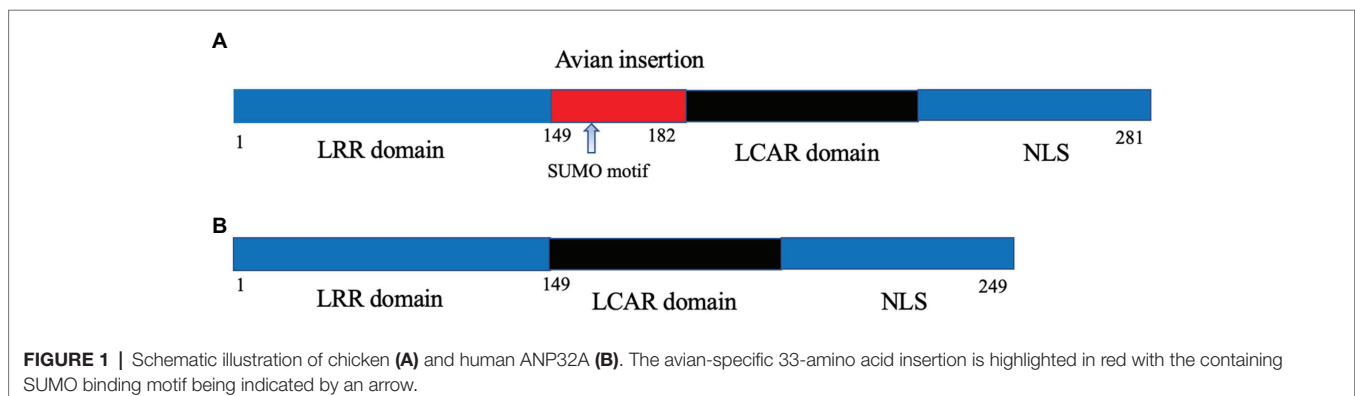 A
Avian insertion
1
149
182
281
LRR domain
LCAR domain
NLS
SUMO motif
B
1
149
249
LRR domain
LCAR domain
NLS
FIGURE 1 | Schematic illustration of chicken (A) and human ANP32A (B). The avian-specific 33-amino acid insertion is highlighted in red with the containing
SUMO binding motif being indicated by an arrow.